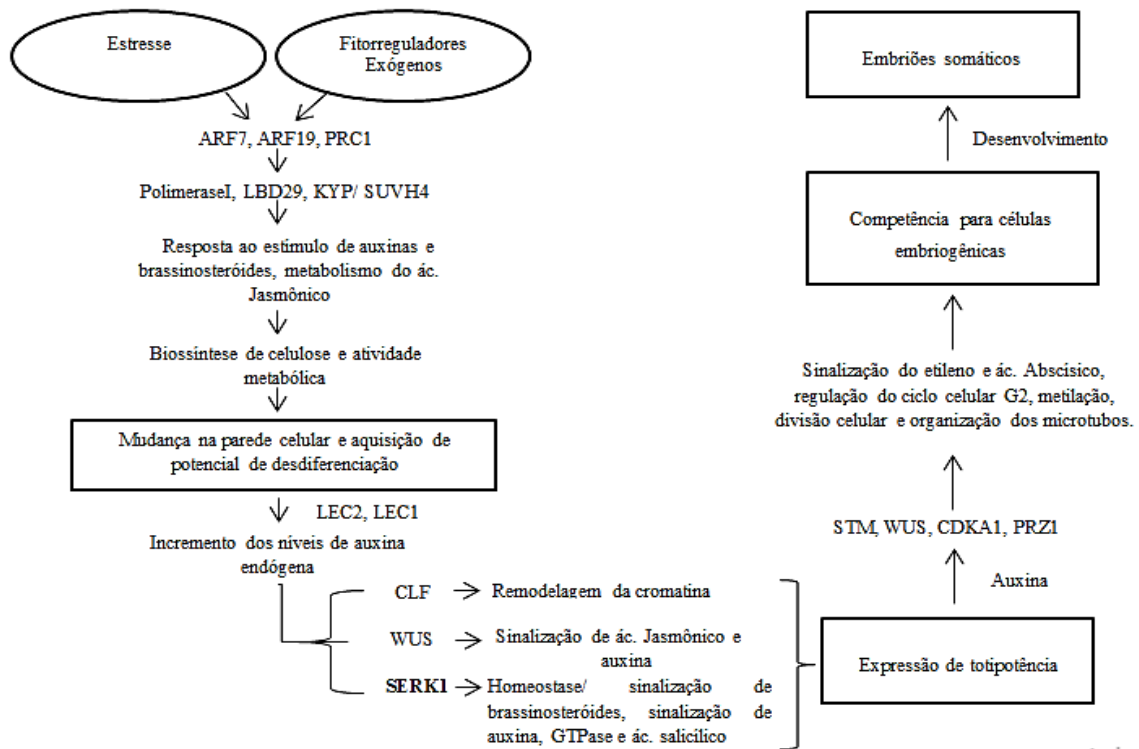 Estresse
Fitorreguladores
Exógenos
ARF7, ARF19, PRC1
PolimeraseI, LBD29, KYP/ SUVH4
Resposta ao estímulo de auxinas e
brassinosteróides, metabolismo do ác.
Jasmônico
Biossíntese de celulose e atividade
metabólica
Mudança na parede celular e aquisição de
potencial de desdiferenciação
LEC2, LEC1
Incremento dos níveis de auxina
endógena
CLF
Remodelagem da cromatina
WUS
Sinalização de ác. Jasmônico e
auxina
SERK1
Homeostase/ sinalização de
brassinosteróides, sinalização de
auxina, GTPase e ác. salicilico
Expressão de totipotência
Auxina
STM, WUS, CDKA1, PRZ1
Sinalização do etileno e ác. Abscisico,
regulação do ciclo celular G2, metilação,
divisão celular e organização dos microtubos.
Competência para células
embriogênicas
Desenvolvimento
Embriões somáticos